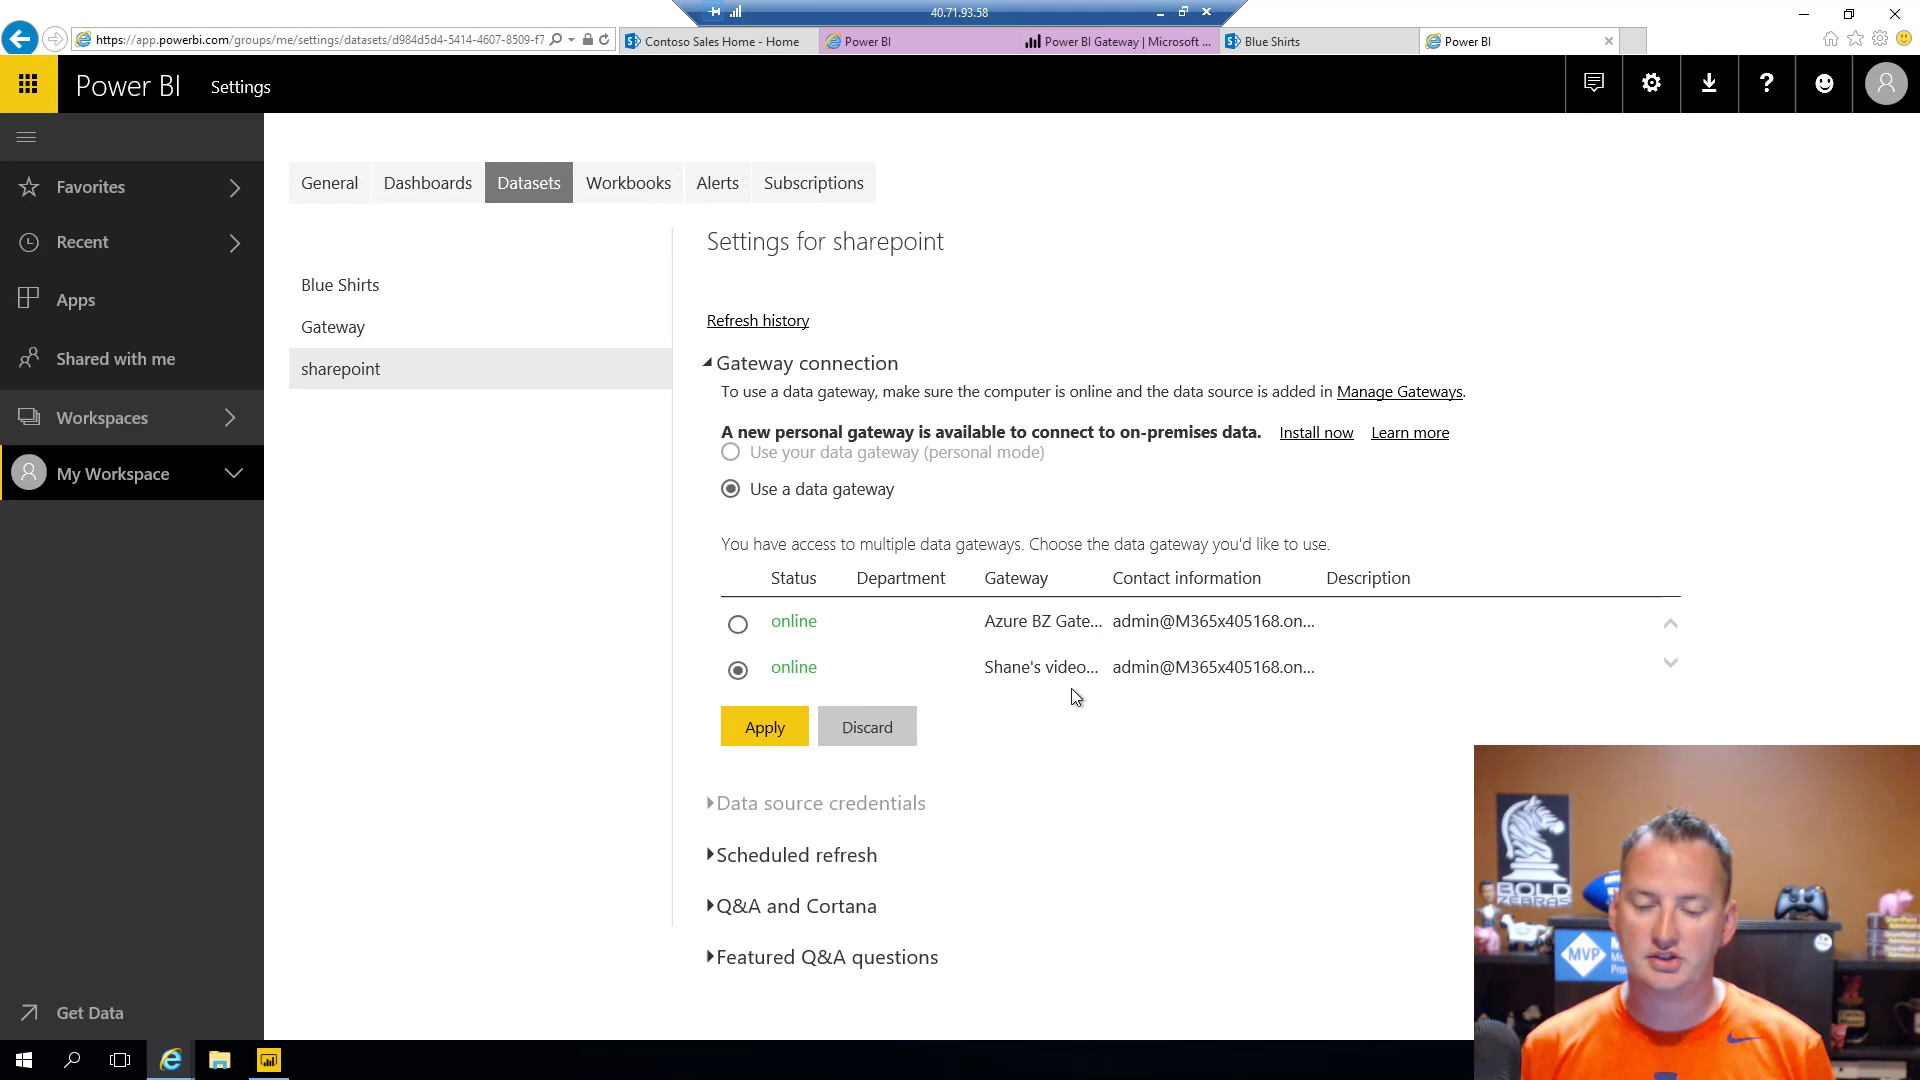 40.71.93.58
https://app.powerbi.com/groups/me/settings/datasets/d984d5d4-5414-4607-8509-f7
Contoso Sales Home - Home
Power BI
Power BI Gateway | Microsoft ...
Blue Shirts
Power BI
Power BI
Settings
Favorites
Recent
Apps
Shared with me
Workspaces
My Workspace
Get Data
General
Dashboards
Datasets
Workbooks
Alerts
Subscriptions
Blue Shirts
Gateway
sharepoint
Settings for sharepoint
Refresh history
Gateway connection
To use a data gateway, make sure the computer is online and the data source is added in Manage Gateways.
A new personal gateway is available to connect to on-premises data. Install now Learn more
Use your data gateway (personal mode)
Use a data gateway
You have access to multiple data gateways. Choose the data gateway you'd like to use.
Status Department Gateway Contact information Description
online Azure BZ Gate... admin@M365x405168.on...
online Shane's video... admin@M365x405168.on...
Apply
Discard
Data source credentials
Scheduled refresh
Q&A and Cortana
Featured Q&A questions
BOLD
ZEBRAS
MVP